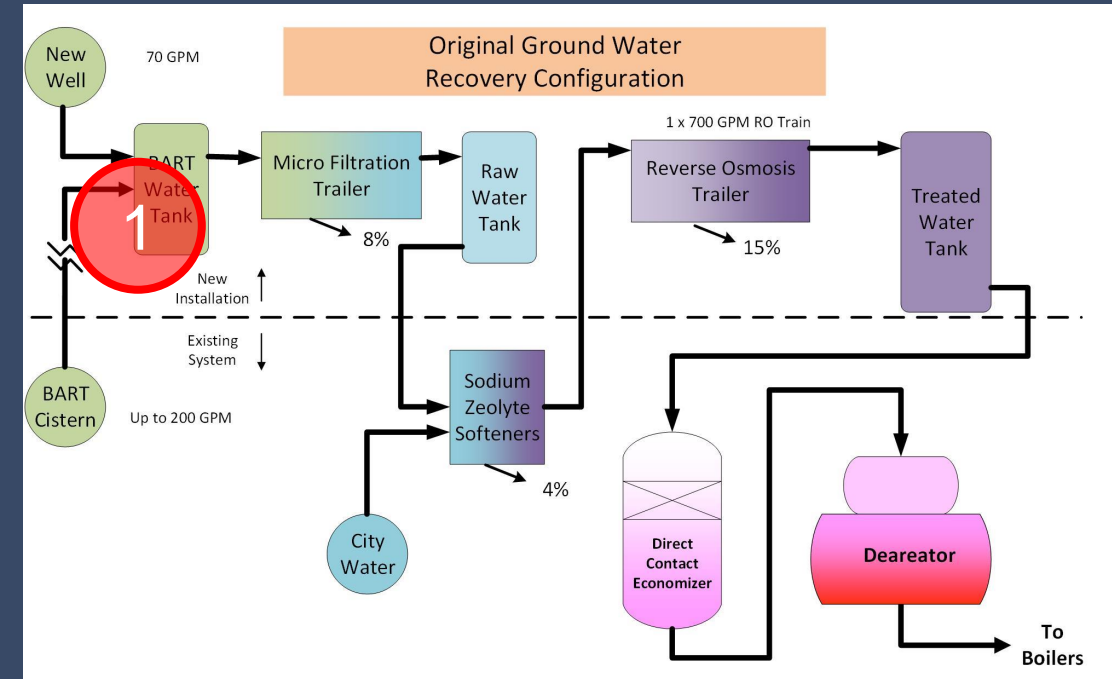 Original Ground Water
Recovery Configuration
New
Well
70 GPM
BART
Water
Tank
1
Micro Filtration
Trailer
8%
Raw
Water
Tank
1 x 700 GPM RO Train
Reverse Osmosis
Trailer
15%
Treated
Water
Tank
New
Installation
Existing
System
BART
Cistern
Up to 200 GPM
Sodium
Zeolyte
Softeners
4%
City
Water
Direct
Contact
Economizer
Deareator
To
Boilers